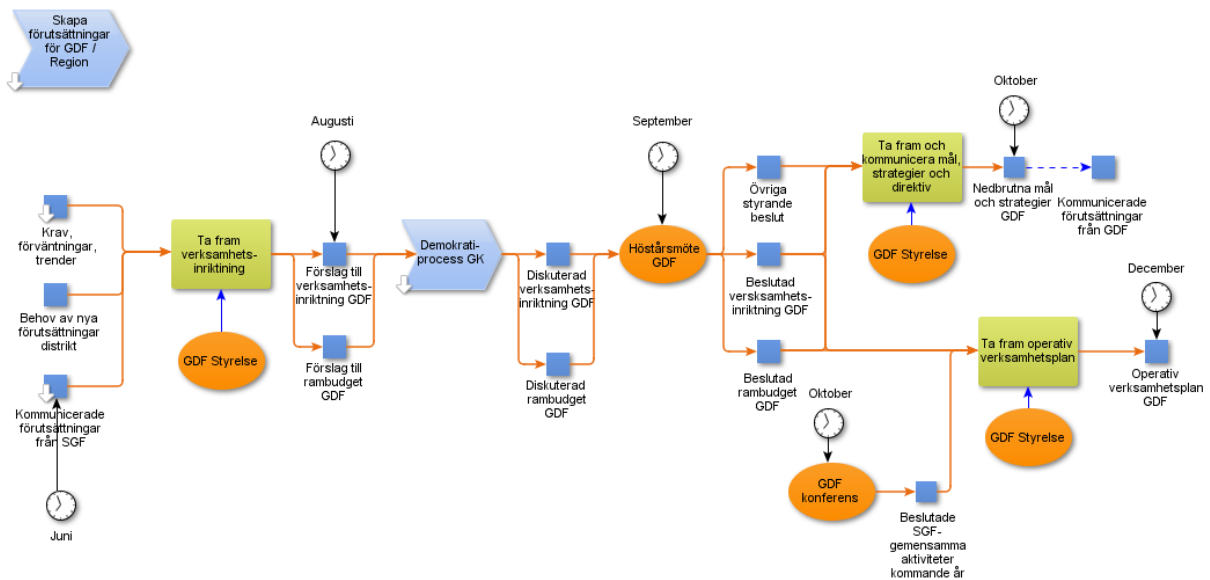 Skapa
förutsättningar
för GDF /
Region
Augusti
September
Oktober
Krav,
förväntningar,
trender
Behov av nya
förutsättningar
distrikt
Kommunicerade
förutsättningar
från SGF
Juni
Ta fram
verksamhets-
inriktining
GDF Styrelse
Förslag till
verksamhets-
inriktning GDF
Förslag till
rambudget
GDF
Demokrati-
process GK
Diskuterad
verksamhets-
inriktning GDF
Diskuterad
rambudget
GDF
Höstårsmöte
GDF
Övriga
styrande
beslut
Beslutad
versksamhets-
inriktning GDF
Beslutad
rambudget
GDF
Ta fram och
kommunicera mål,
strategier och
direktiv
GDF Styrelse
Nedbrutna mål
och strategier
GDF
Kommunicerade
förutsättningar
från GDF
Oktober
GDF
konferens
Beslutade
SGF-
gemensamma
aktiviteter
kommande år
Ta fram operativ
verksamhetsplan
GDF Styrelse
December
Operativ
verksamhetsplan
GDF